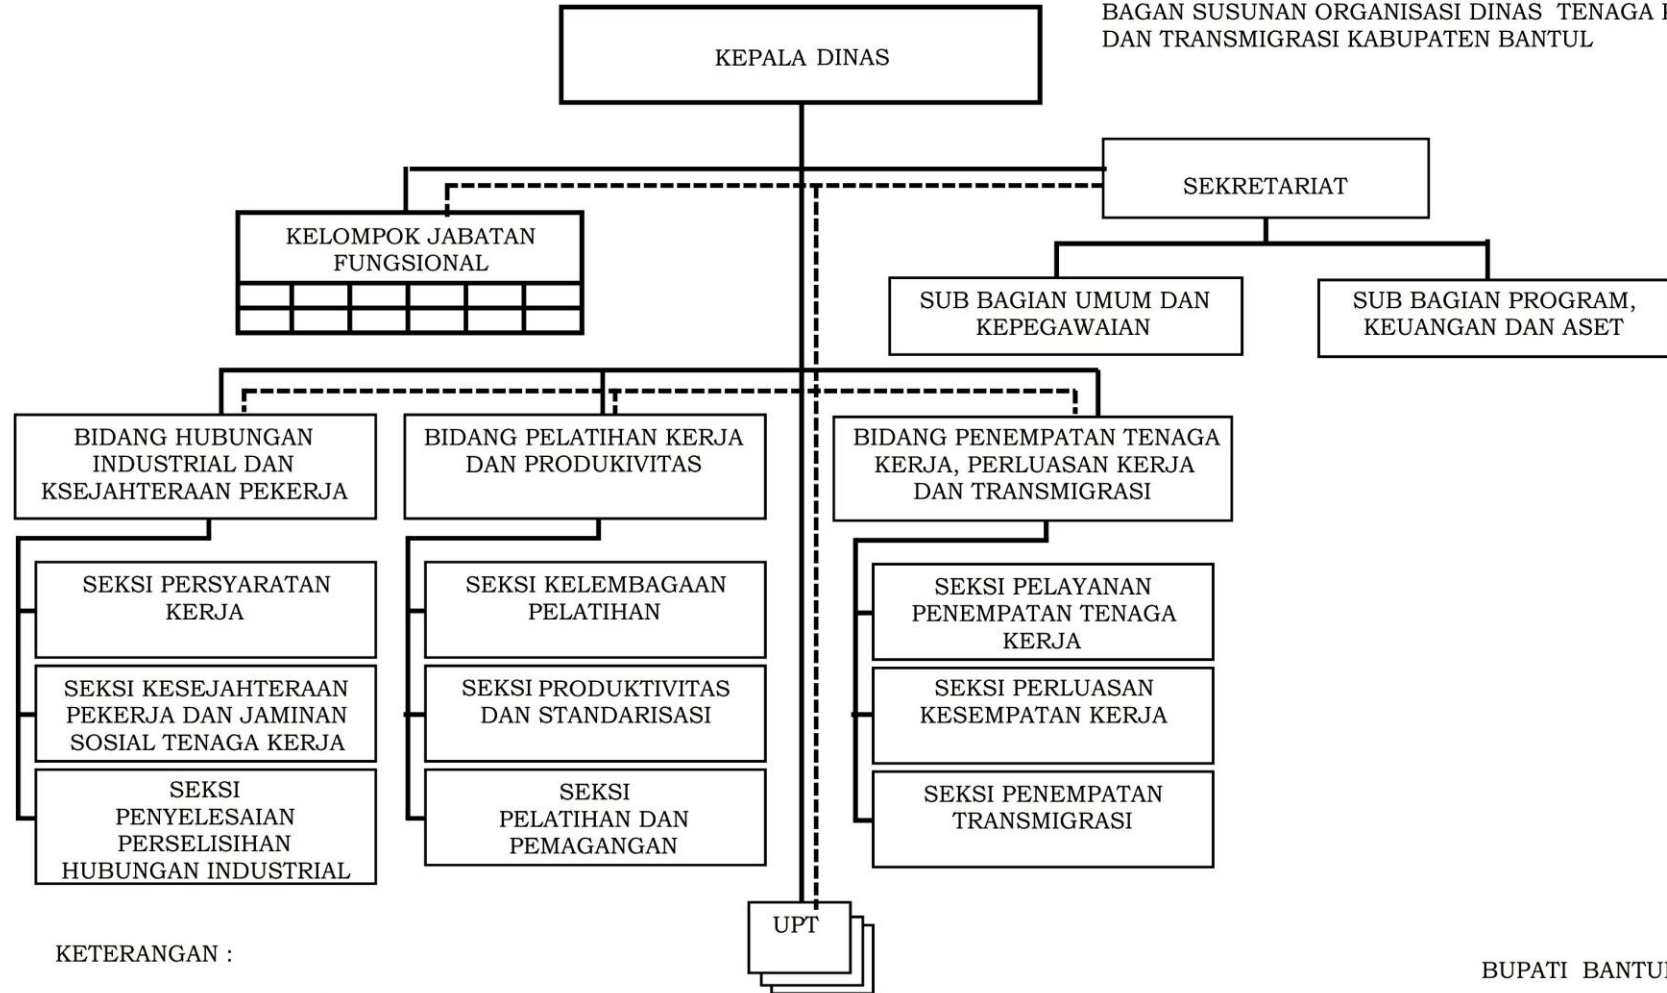 BAGAN SUSUNAN ORGANISASI DINAS TENAGA
DAN TRANSMIGRASI KABUPATEN BANTUL
KEPALA DINAS
SEKRETARIAT
KELOMPOK JABATAN
FUNGSIONAL
SUB BAGIAN UMUM DAN
KEPEGAWAIAN
SUB BAGIAN PROGRAM,
KEUANGAN DAN ASET
BIDANG HUBUNGAN
INDUSTRIAL DAN
KSEJAHTERAAN PEKERJA
BIDANG PELATIHAN KERJA
DAN PRODUKIVITAS
BIDANG PENEMPATAN TENAGA
KERJA, PERLUASAN KERJA
DAN TRANSMIGRASI
SEKSI PERSYARATAN
KERJA
SEKSI KELEMBAGAAN
PELATIHAN
SEKSI PELAYANAN
PENEMPATAN TENAGA
KERJA
SEKSI KESEJAHTERAAN
PEKERJA DAN JAMINAN
SOSIAL TENAGA KERJA
SEKSI PRODUKTIVITAS
DAN STANDARISASI
SEKSI PERLUASAN
KESEMPATAN KERJA
SEKSI
PENYELESAIAN
PERSELISIHAN
HUBUNGAN INDUSTRIAL
SEKSI
PELATIHAN DAN
PEMAGANGAN
SEKSI PENEMPATAN
TRANSMIGRASI
UPT
KETERANGAN :
BUPATI BANTUL